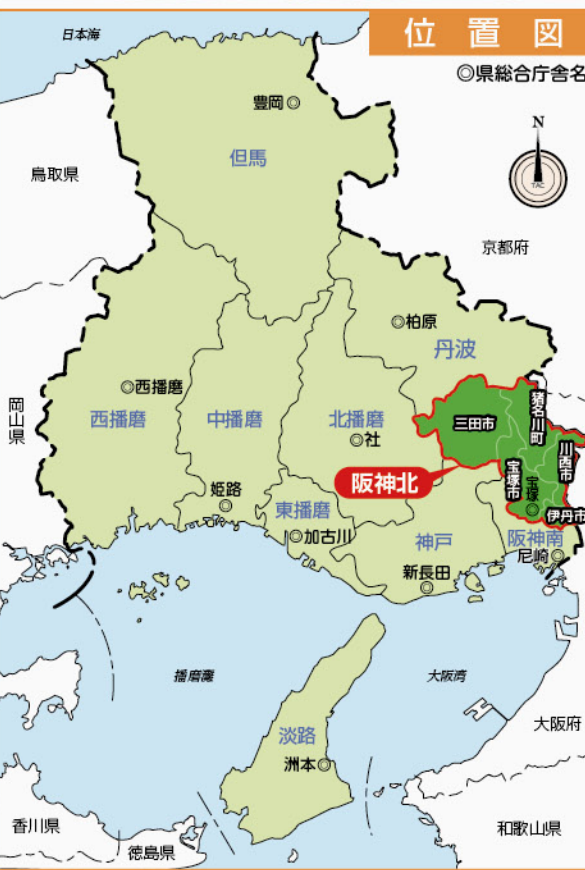 位置図
◎県総合庁舎名
日本海
N
TAC
豊岡◎
但馬
鳥取県
京都府
◎柏原
丹波
◎西播磨
西播磨
中播磨
北播磨
◎社
岡山県
三田市
猪名川町
川西市
宝塚市
宝塚
伊丹市
阪神北
姫路
東播磨
◎加古川
神戸
阪神南
尼崎◎
新長田
播磨灘
大阪湾
淡路
洲本◎
大阪府
香川県
徳島県
和歌山県